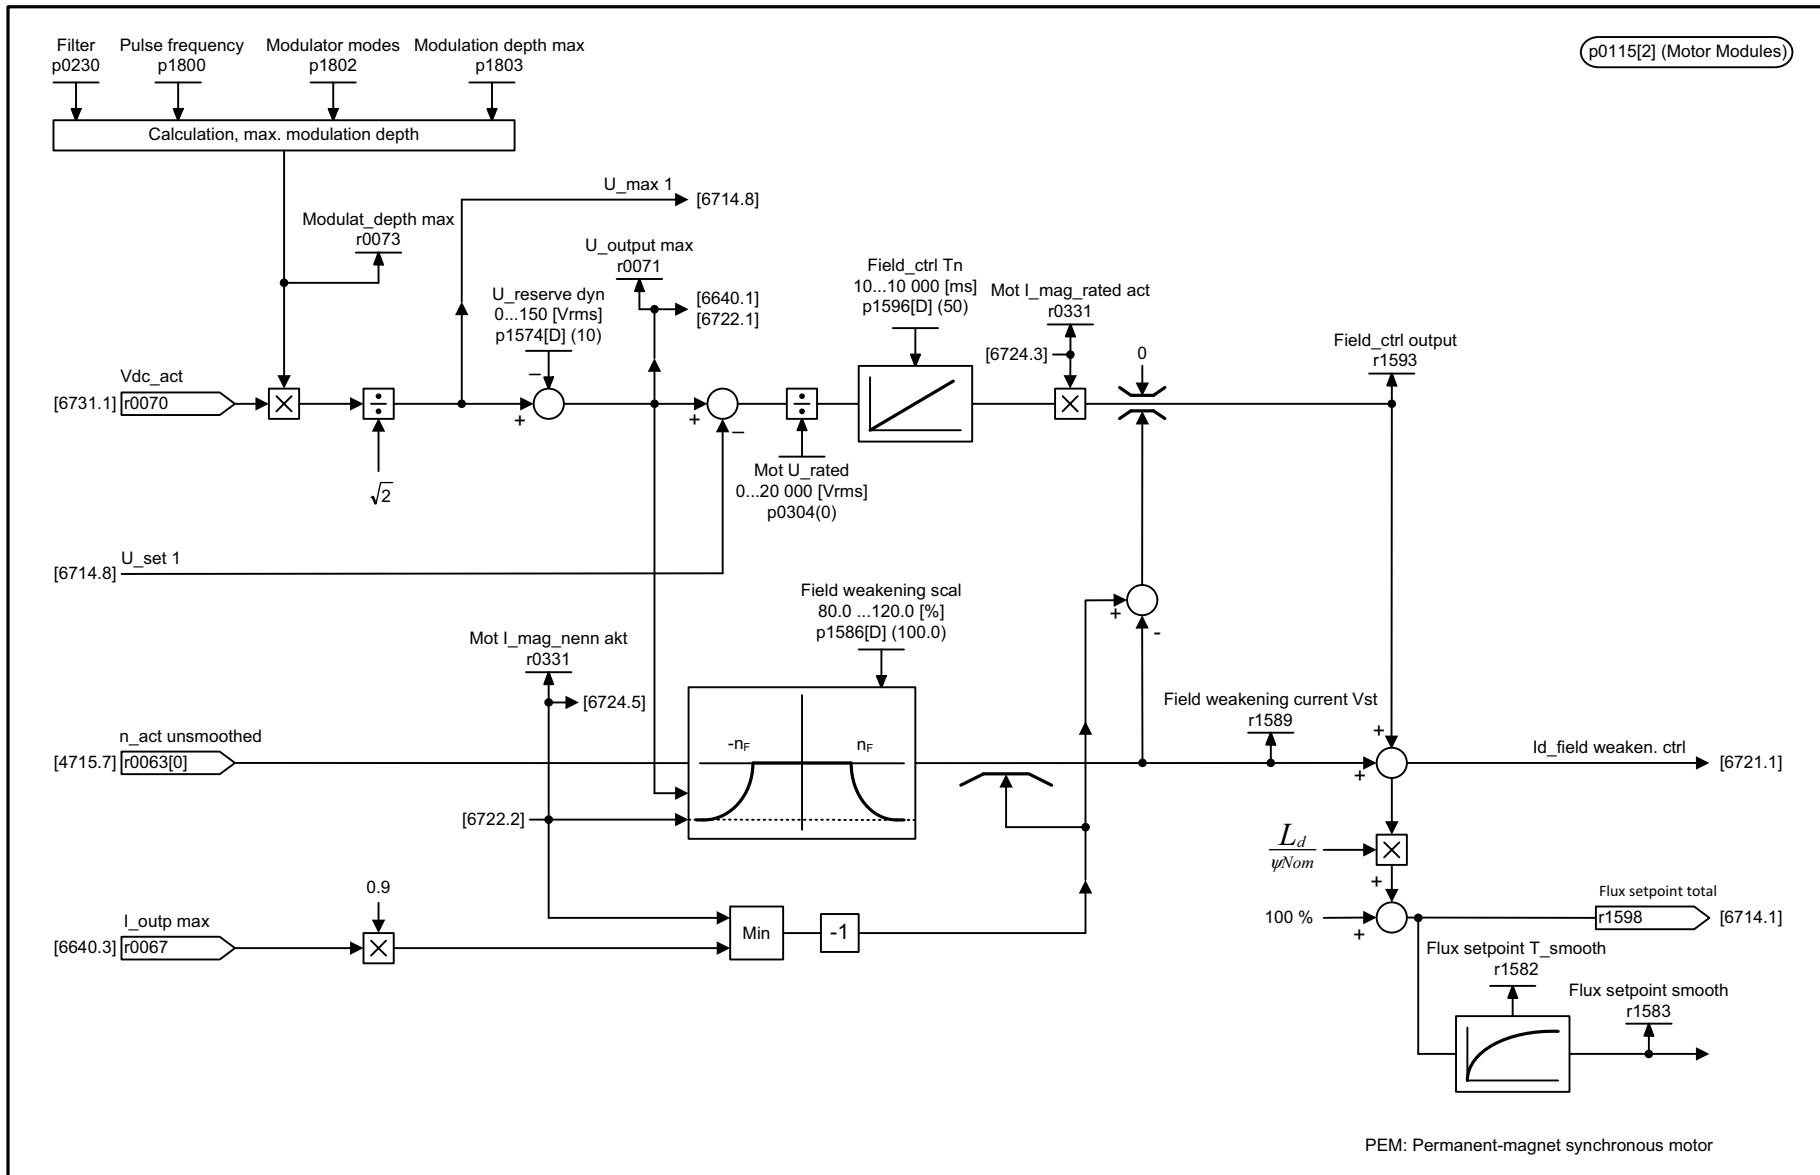 Filter
p0230
Pulse frequency
p1800
Modulator modes
p1802
Modulation depth max
p1803
p0115[2] (Motor Modules)
Calculation, max. modulation depth
U_max 1
[6714.8]
Modulat_depth max
r0073
U_output max
r0071
[6640.1]
[6722.1]
U_reserve dyn
0...150 [Vrms]
p1574[D] (10)
Field_ctrl Tn
10...10 000 [ms]
p1596[D] (50)
Mot I_mag_rated act
r0331
[6724.3]
0
Field_ctrl output
r1593
Vdc_act
[6731.1] r0070
×
÷
+
–
+
–
÷
×
√2
Mot U_rated
0...20 000 [Vrms]
p0304(0)
U_set 1
[6714.8]
Field weakening scal
80.0 ...120.0 [%]
p1586[D] (100.0)
+
-
Mot I_mag_nenn akt
r0331
[6724.5]
n_act unsmoothed
[4715.7] r0063[0]
-nF
nF
Field weakening current Vst
r1589
+
+
Id_field weaken. ctrl
[6721.1]
[6722.2]
Ld
ψNom
×
0.9
I_outp max
[6640.3] r0067
×
Min
-1
+
100 %
+
Flux setpoint total
r1598
[6714.1]
Flux setpoint T_smooth
r1582
Flux setpoint smooth
r1583
PEM: Permanent-magnet synchronous motor